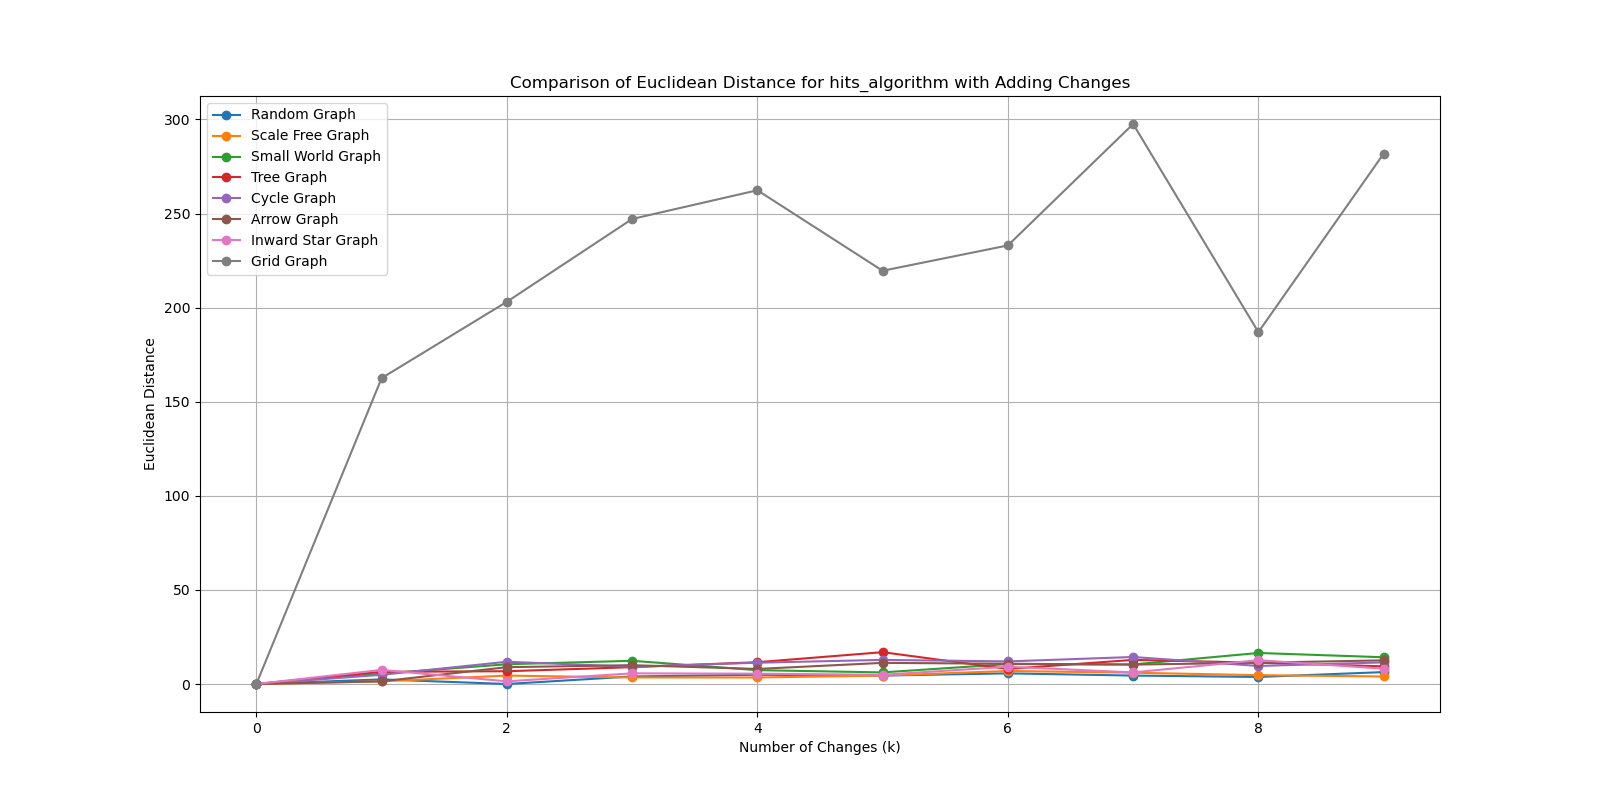 Comparison of Euclidean Distance for hits_algorithm with Adding Changes
Random Graph
Scale Free Graph
Small World Graph
Tree Graph
Cycle Graph
Arrow Graph
Inward Star Graph
Grid Graph
300
250
200
150
100
50
0
Euclidean Distance
0 2 4 6 8
Number of Changes (k)